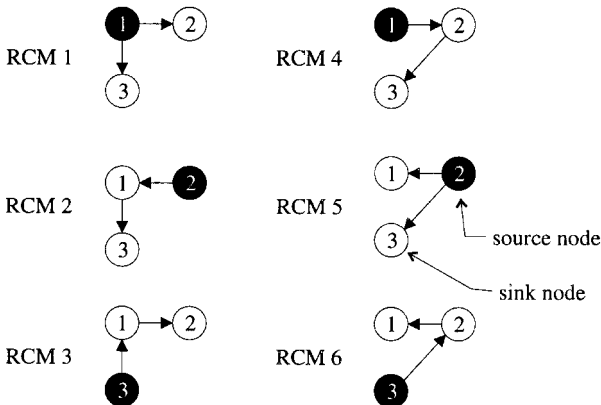 1 2
RCM 1
3
1 2
RCM 4
3
1 2
RCM 2
3
1 2
RCM 5
3
source node
sink node
1 2
RCM 3
3
1 2
RCM 6
3